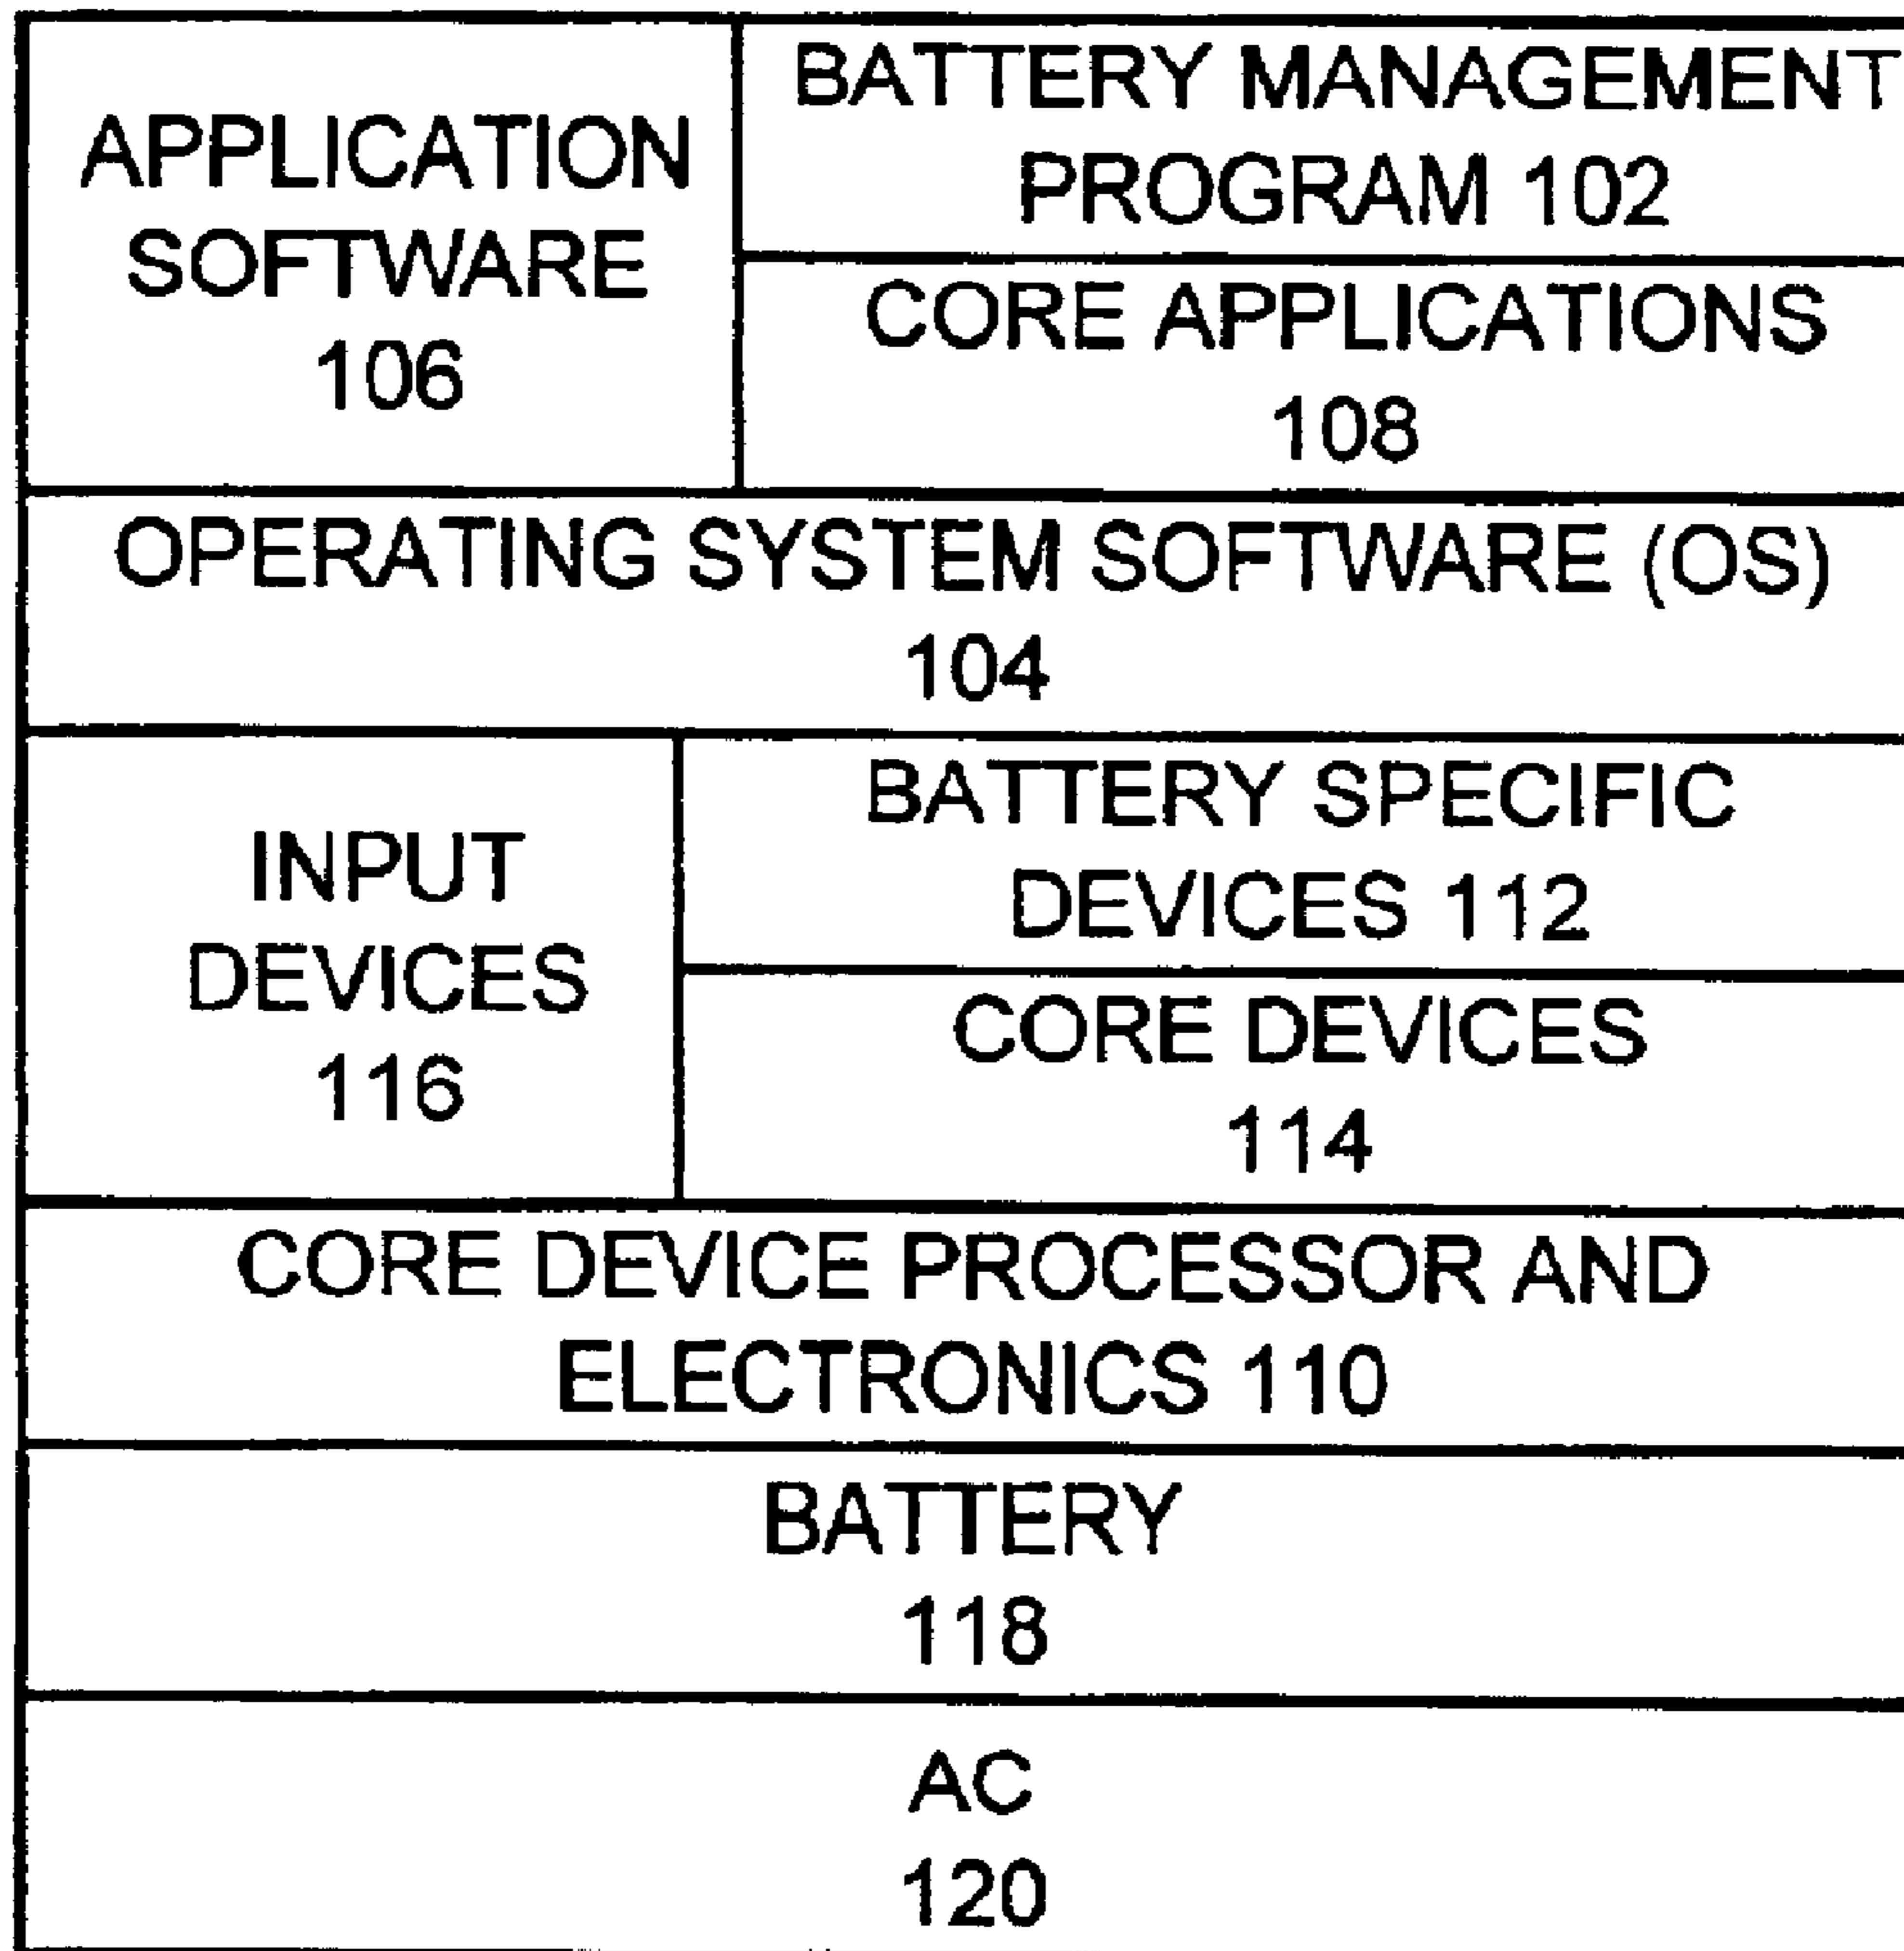 APPLICATION
SOFTWARE
106
BATTERY MANAGEMENT
PROGRAM 102
CORE APPLICATIONS
108
OPERATING SYSTEM SOFTWARE (OS)
104
INPUT
DEVICES
116
BATTERY SPECIFIC
DEVICES 112
CORE DEVICES
114
CORE DEVICE PROCESSOR AND
ELECTRONICS 110
BATTERY
118
AC
120